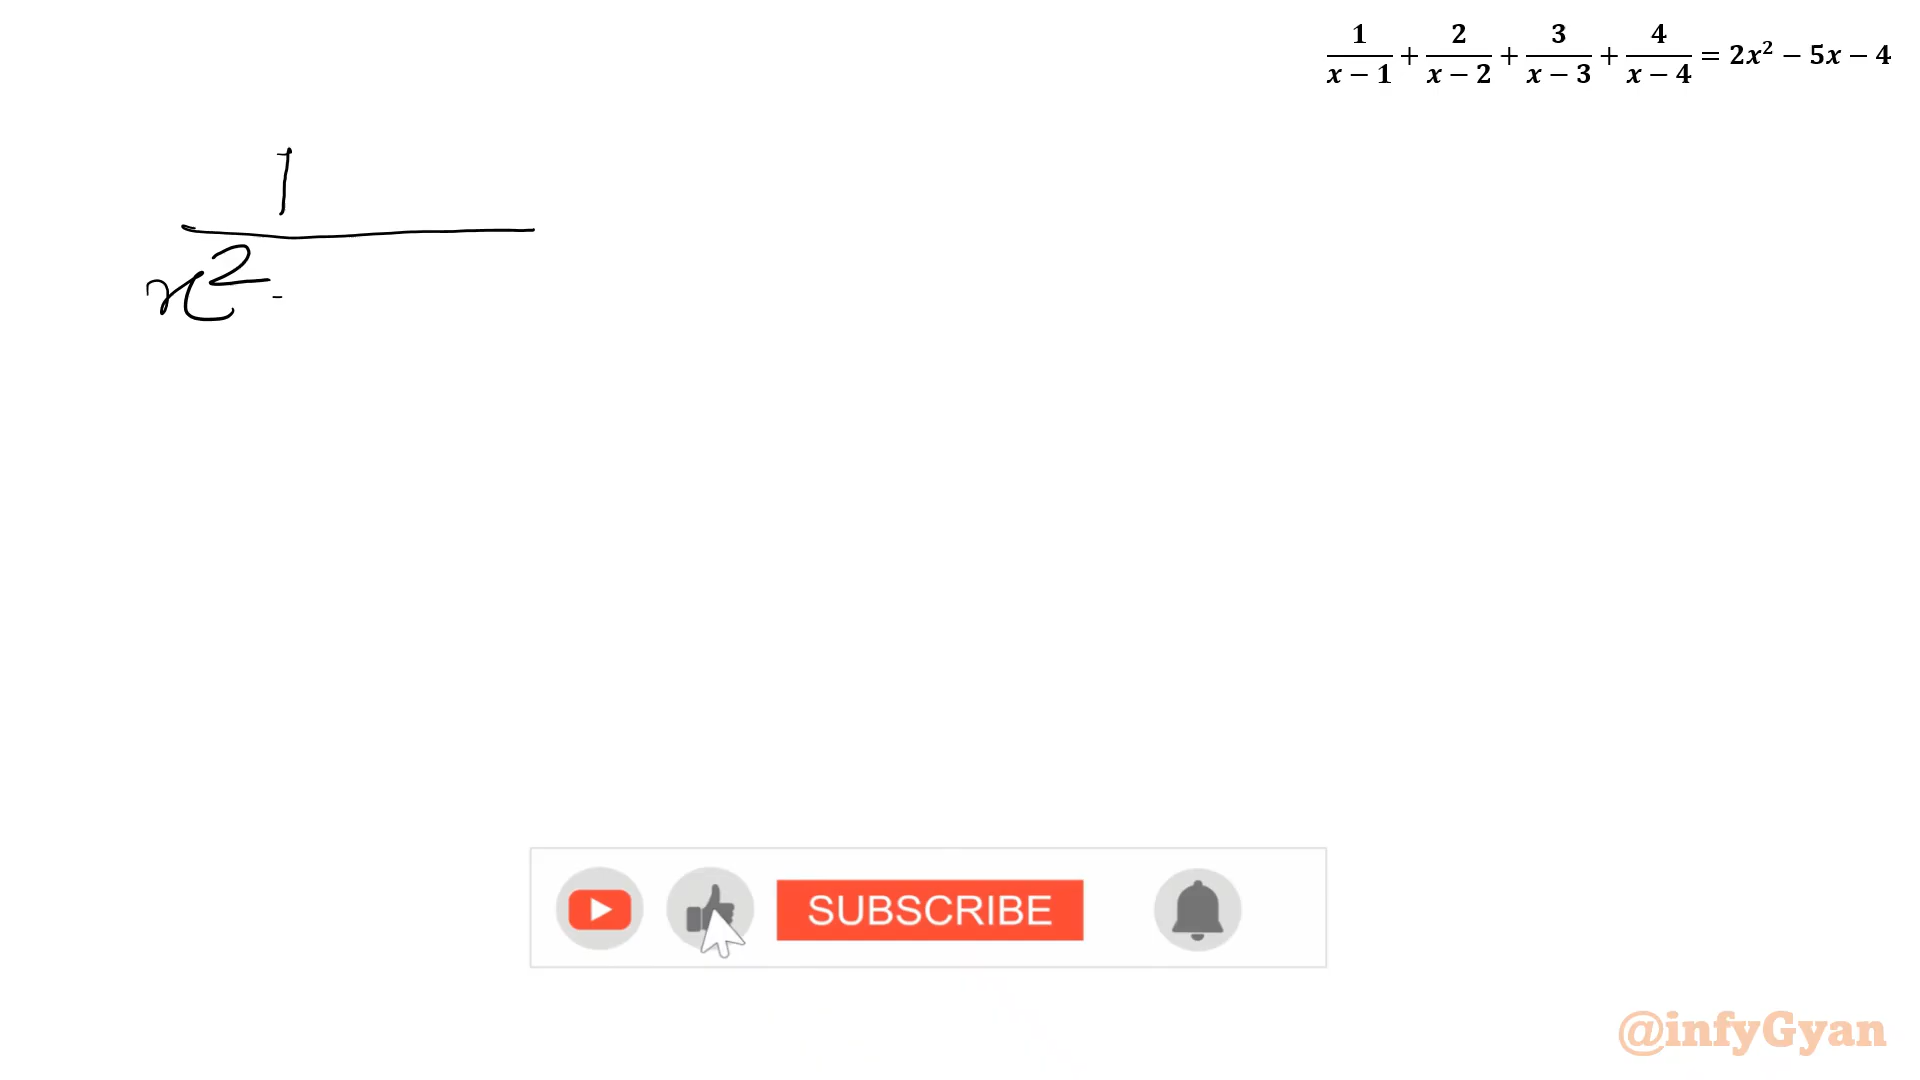 1/(x − 1) + 2/(x − 2) + 3/(x − 3) + 4/(x − 4) = 2x² − 5x − 4
1
x² -
SUBSCRIBE
@infyGyan